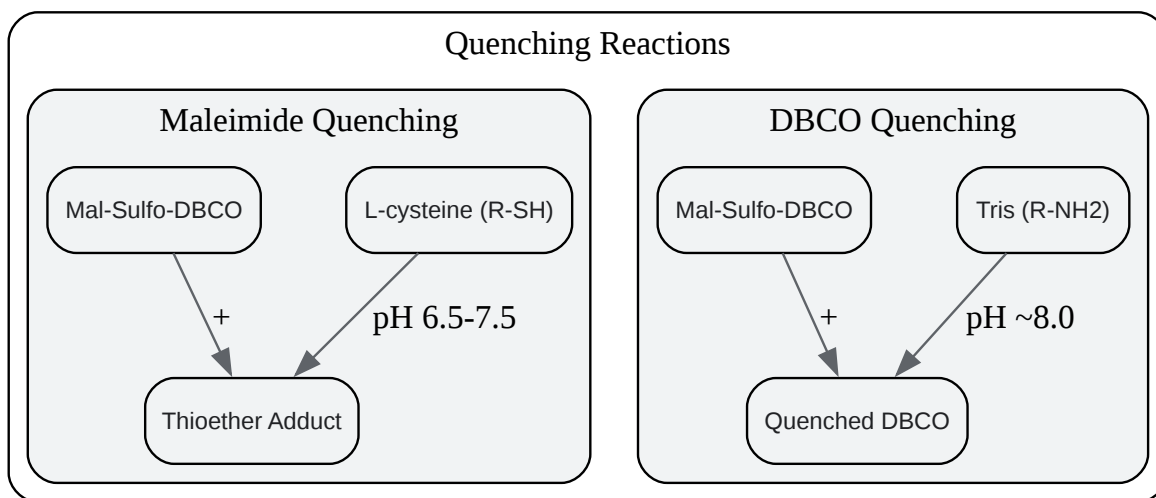 Quenching Reactions
Maleimide Quenching
Mal-Sulfo-DBCO
L-cysteine (R-SH)
+
pH 6.5-7.5
Thioether Adduct
DBCO Quenching
Mal-Sulfo-DBCO
Tris (R-NH2)
+
pH ~8.0
Quenched DBCO